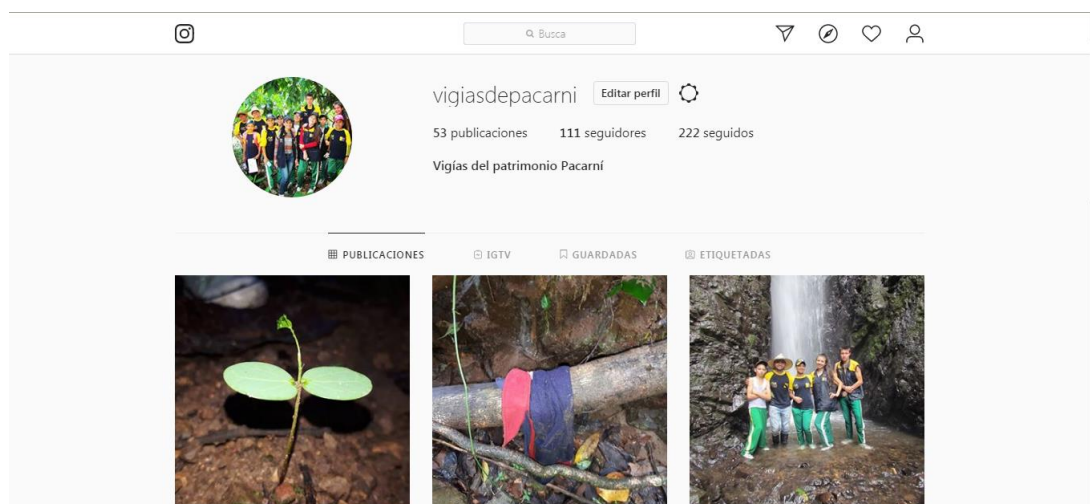 Busca
vigiasdepacarni Editar perfil
53 publicaciones 111 seguidores 222 seguidos
Vigías del patrimonio Pacarní
PUBLICACIONES IGTV GUARDADAS ETIQUETADAS